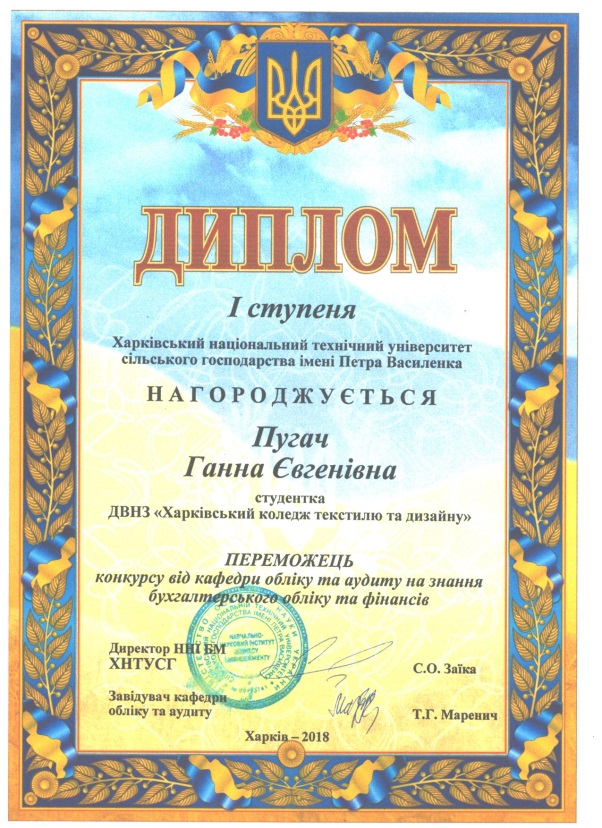 ДИПЛОМ
І ступеня
Харківський національний технічний університет
сільського господарства імені Петра Василенка
НАГОРОДЖУЄТЬСЯ
Пугач
Ганна Євгенівна
студентка
ДВНЗ «Харківський коледж текстилю та дизайну»
ПЕРЕМОЖЕЦЬ
конкурсу від кафедри обліку та аудиту на знання
бухгалтерського обліку та фінансів
Директор ННІ БМ
ХНТУСГ
С.О. Заїка
Завідувач кафедри
обліку та аудиту
Т.Г. Маренич
Харків – 2018